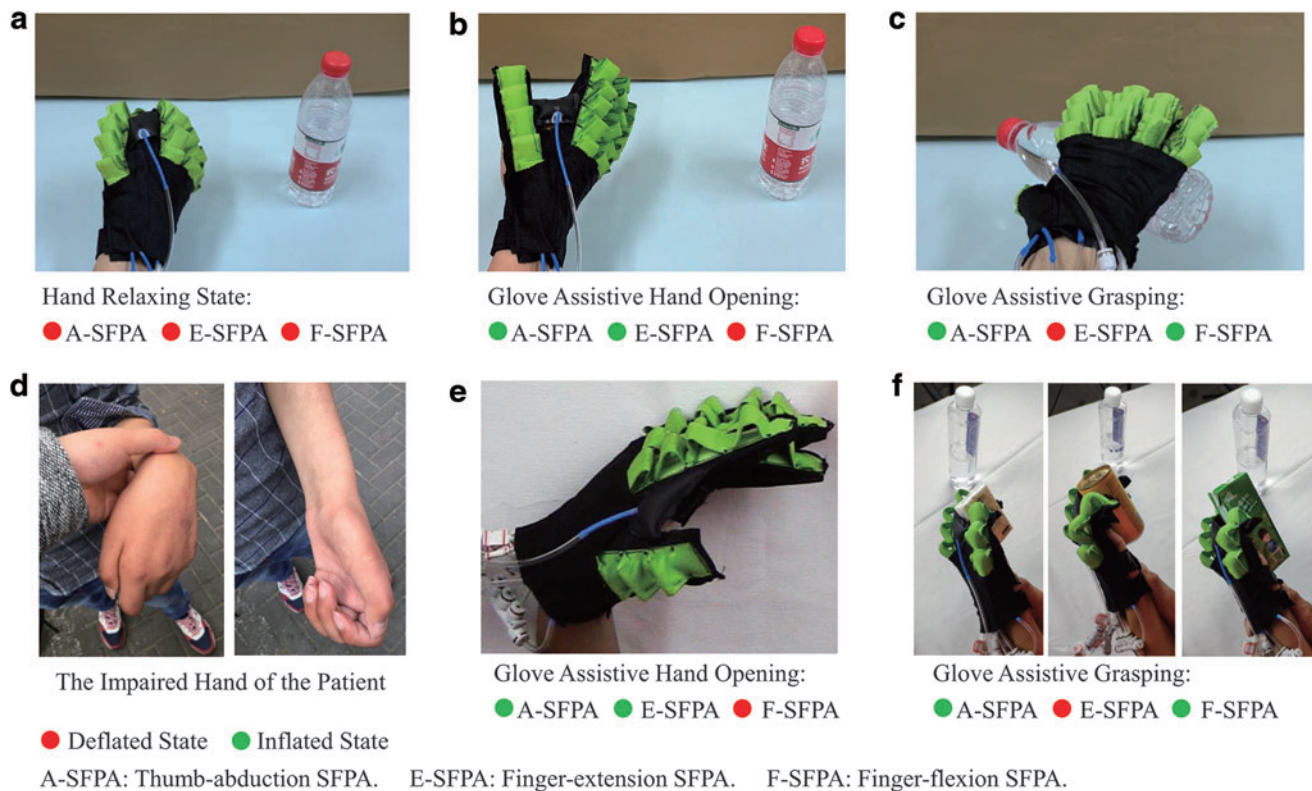 a
b
c
Hand Relaxing State:
A-SFPA E-SFPA F-SFPA
Glove Assistive Hand Opening:
A-SFPA E-SFPA F-SFPA
Glove Assistive Grasping:
A-SFPA E-SFPA F-SFPA
d
e
f
The Impaired Hand of the Patient
Glove Assistive Hand Opening:
A-SFPA E-SFPA F-SFPA
Glove Assistive Grasping:
A-SFPA E-SFPA F-SFPA
Deflated State Inflated State
A-SFPA: Thumb-abduction SFPA. E-SFPA: Finger-extension SFPA. F-SFPA: Finger-flexion SFPA.